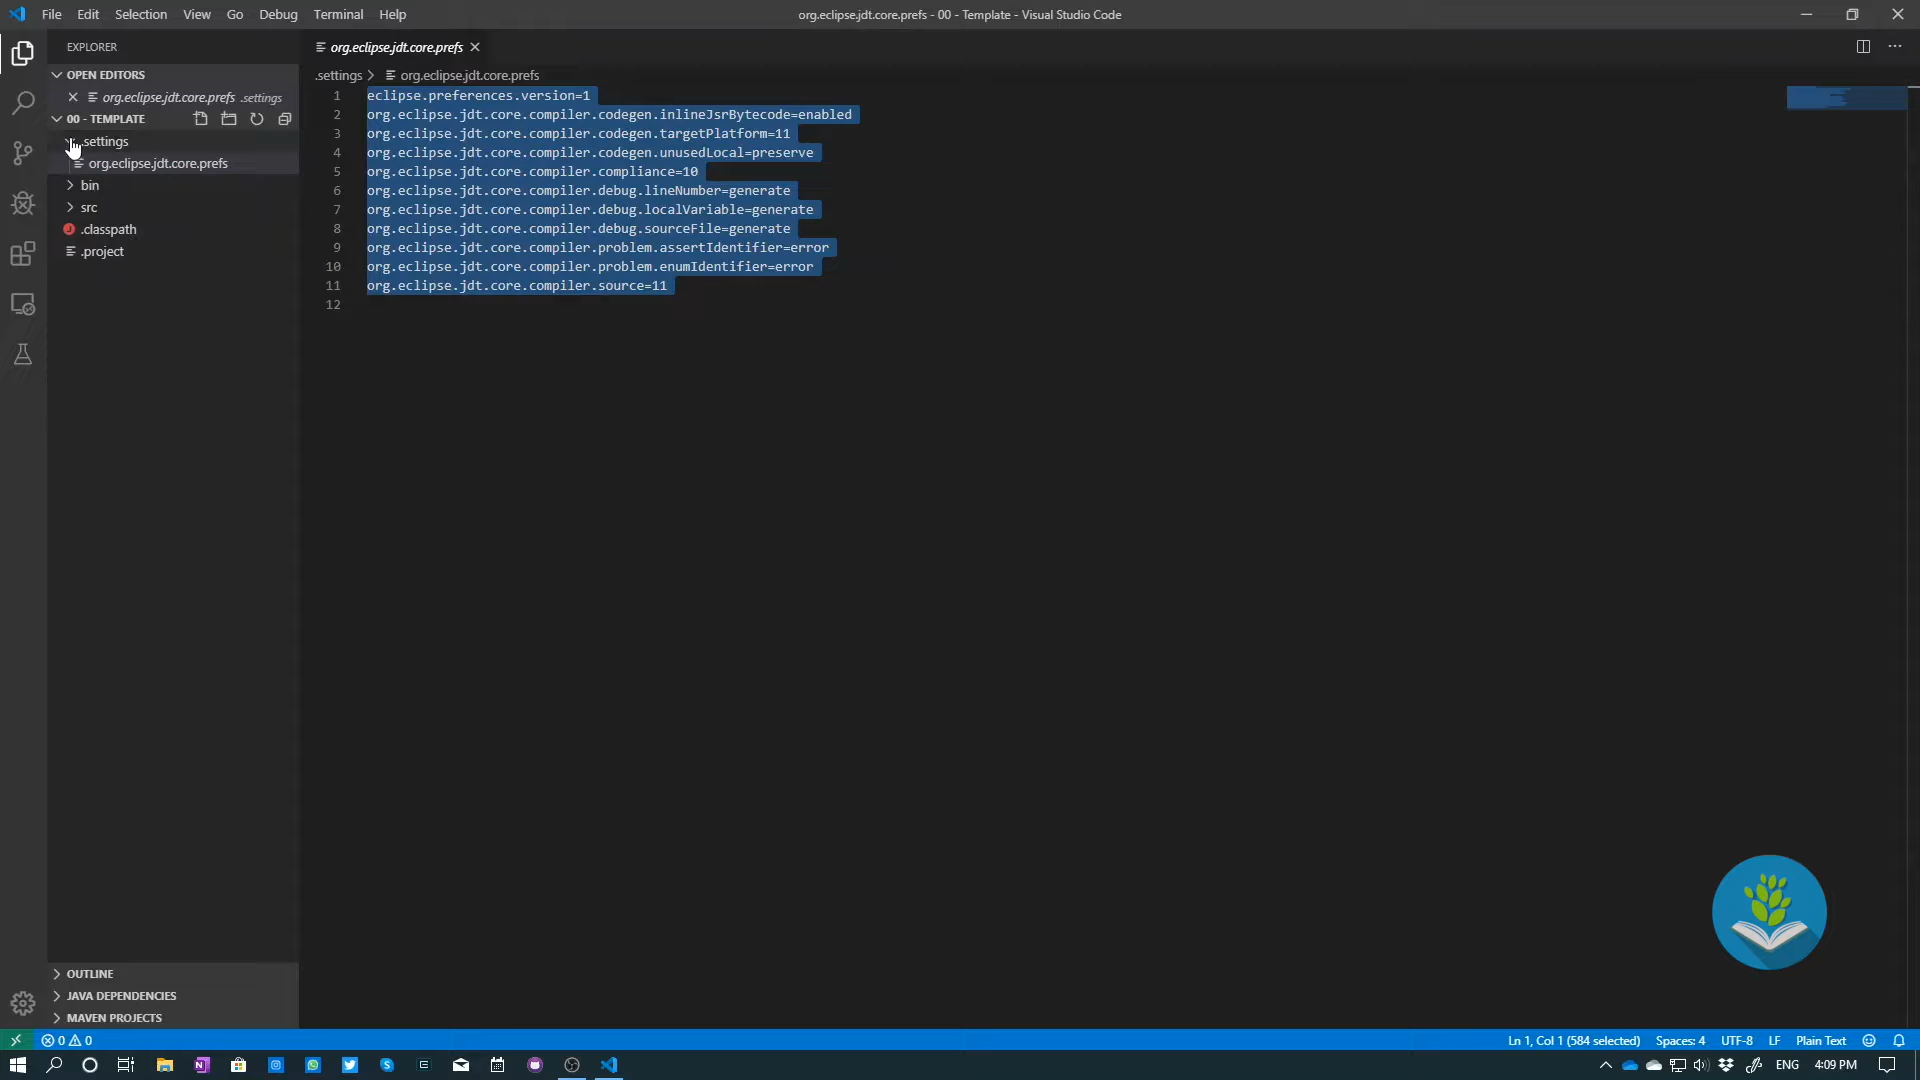 File Edit Selection View Go Debug Terminal Help
org.eclipse.jdt.core.prefs - 00 - Template - Visual Studio Code
EXPLORER
OPEN EDITORS
org.eclipse.jdt.core.prefs .settings
00 - TEMPLATE
.settings
org.eclipse.jdt.core.prefs
bin
src
.classpath
.project
OUTLINE
JAVA DEPENDENCIES
MAVEN PROJECTS
org.eclipse.jdt.core.prefs
.settings > org.eclipse.jdt.core.prefs
1 eclipse.preferences.version=1
2 org.eclipse.jdt.core.compiler.codegen.inlineJsrBytecode=enabled
3 org.eclipse.jdt.core.compiler.codegen.targetPlatform=11
4 org.eclipse.jdt.core.compiler.codegen.unusedLocal=preserve
5 org.eclipse.jdt.core.compiler.compliance=10
6 org.eclipse.jdt.core.compiler.debug.lineNumber=generate
7 org.eclipse.jdt.core.compiler.debug.localVariable=generate
8 org.eclipse.jdt.core.compiler.debug.sourceFile=generate
9 org.eclipse.jdt.core.compiler.problem.assertIdentifier=error
10 org.eclipse.jdt.core.compiler.problem.enumIdentifier=error
11 org.eclipse.jdt.core.compiler.source=11
12
0 0
Ln 1, Col 1 (584 selected) Spaces: 4 UTF-8 LF Plain Text
ENG 4:09 PM